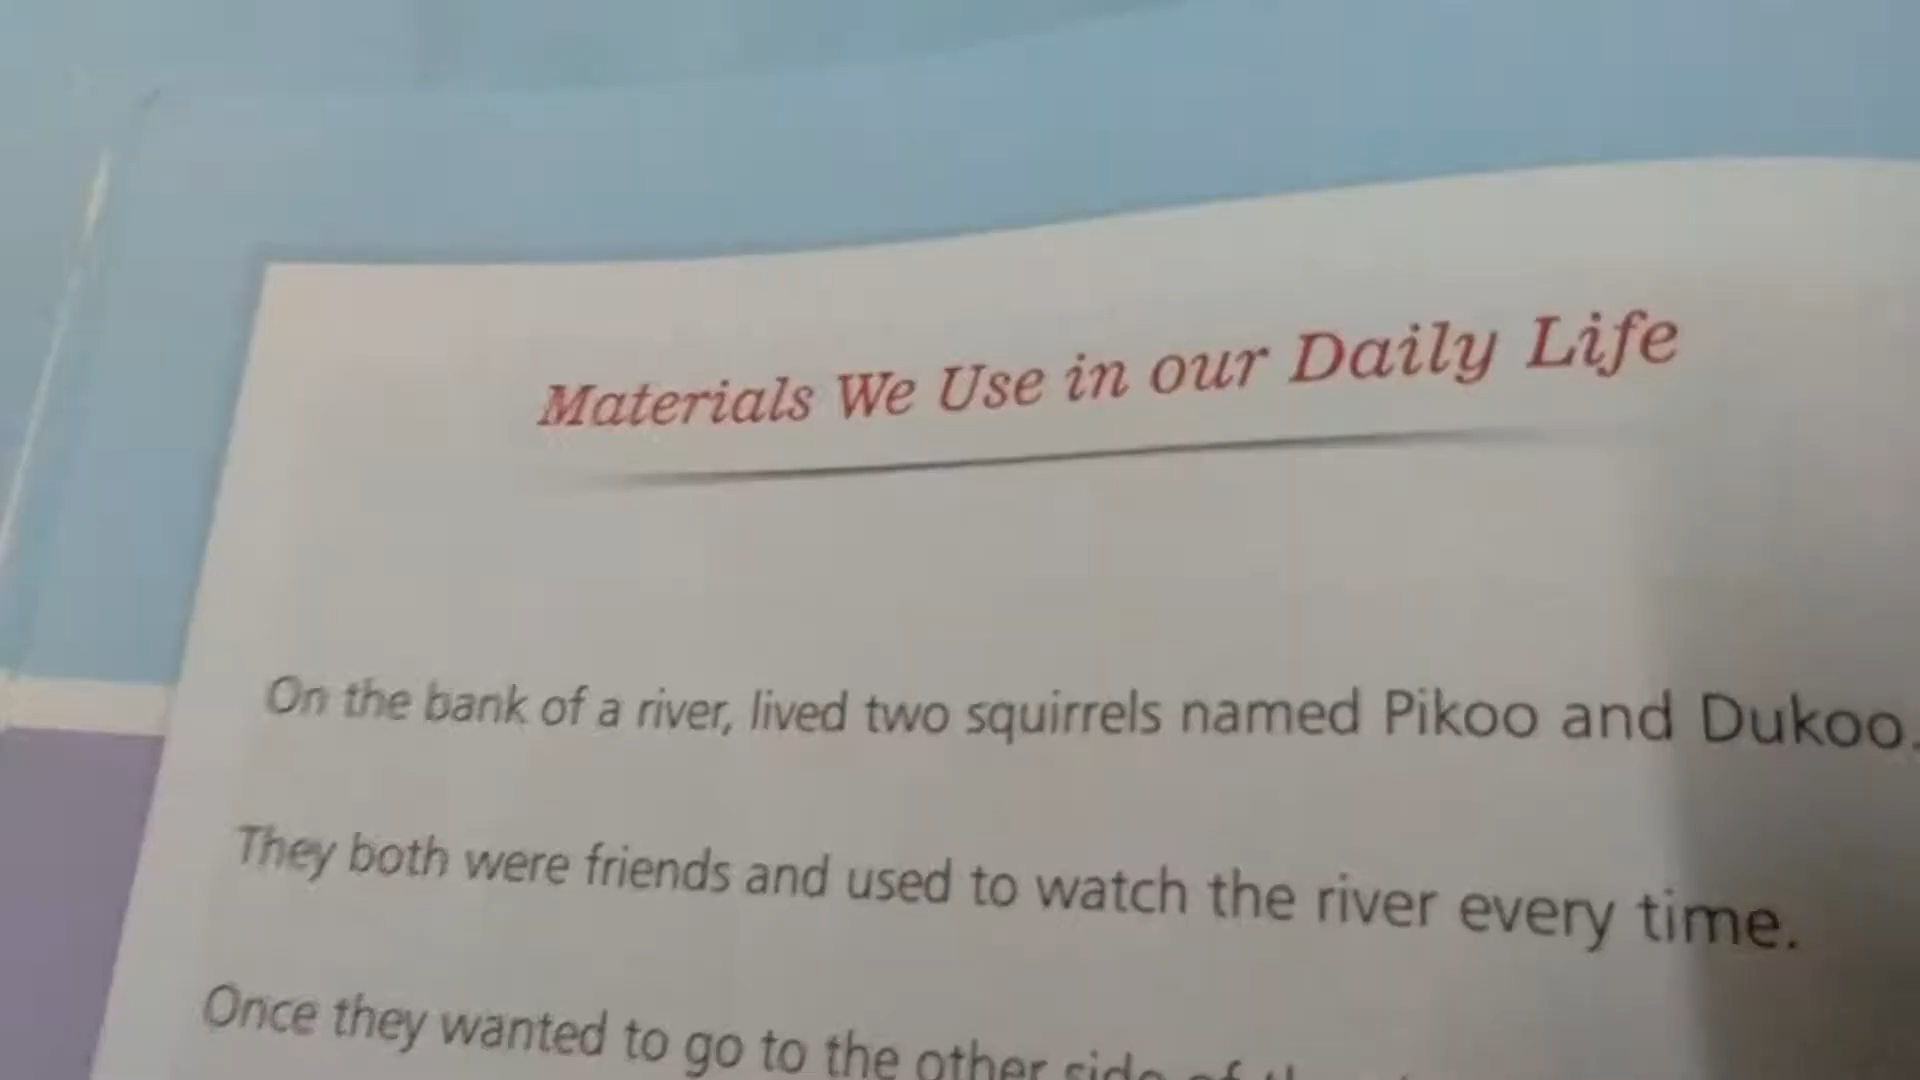 Materials We Use in our Daily Life
On the bank of a river, lived two squirrels named Pikoo and Dukoo.
They both were friends and used to watch the river every time.
Once they wanted to go to the other side of